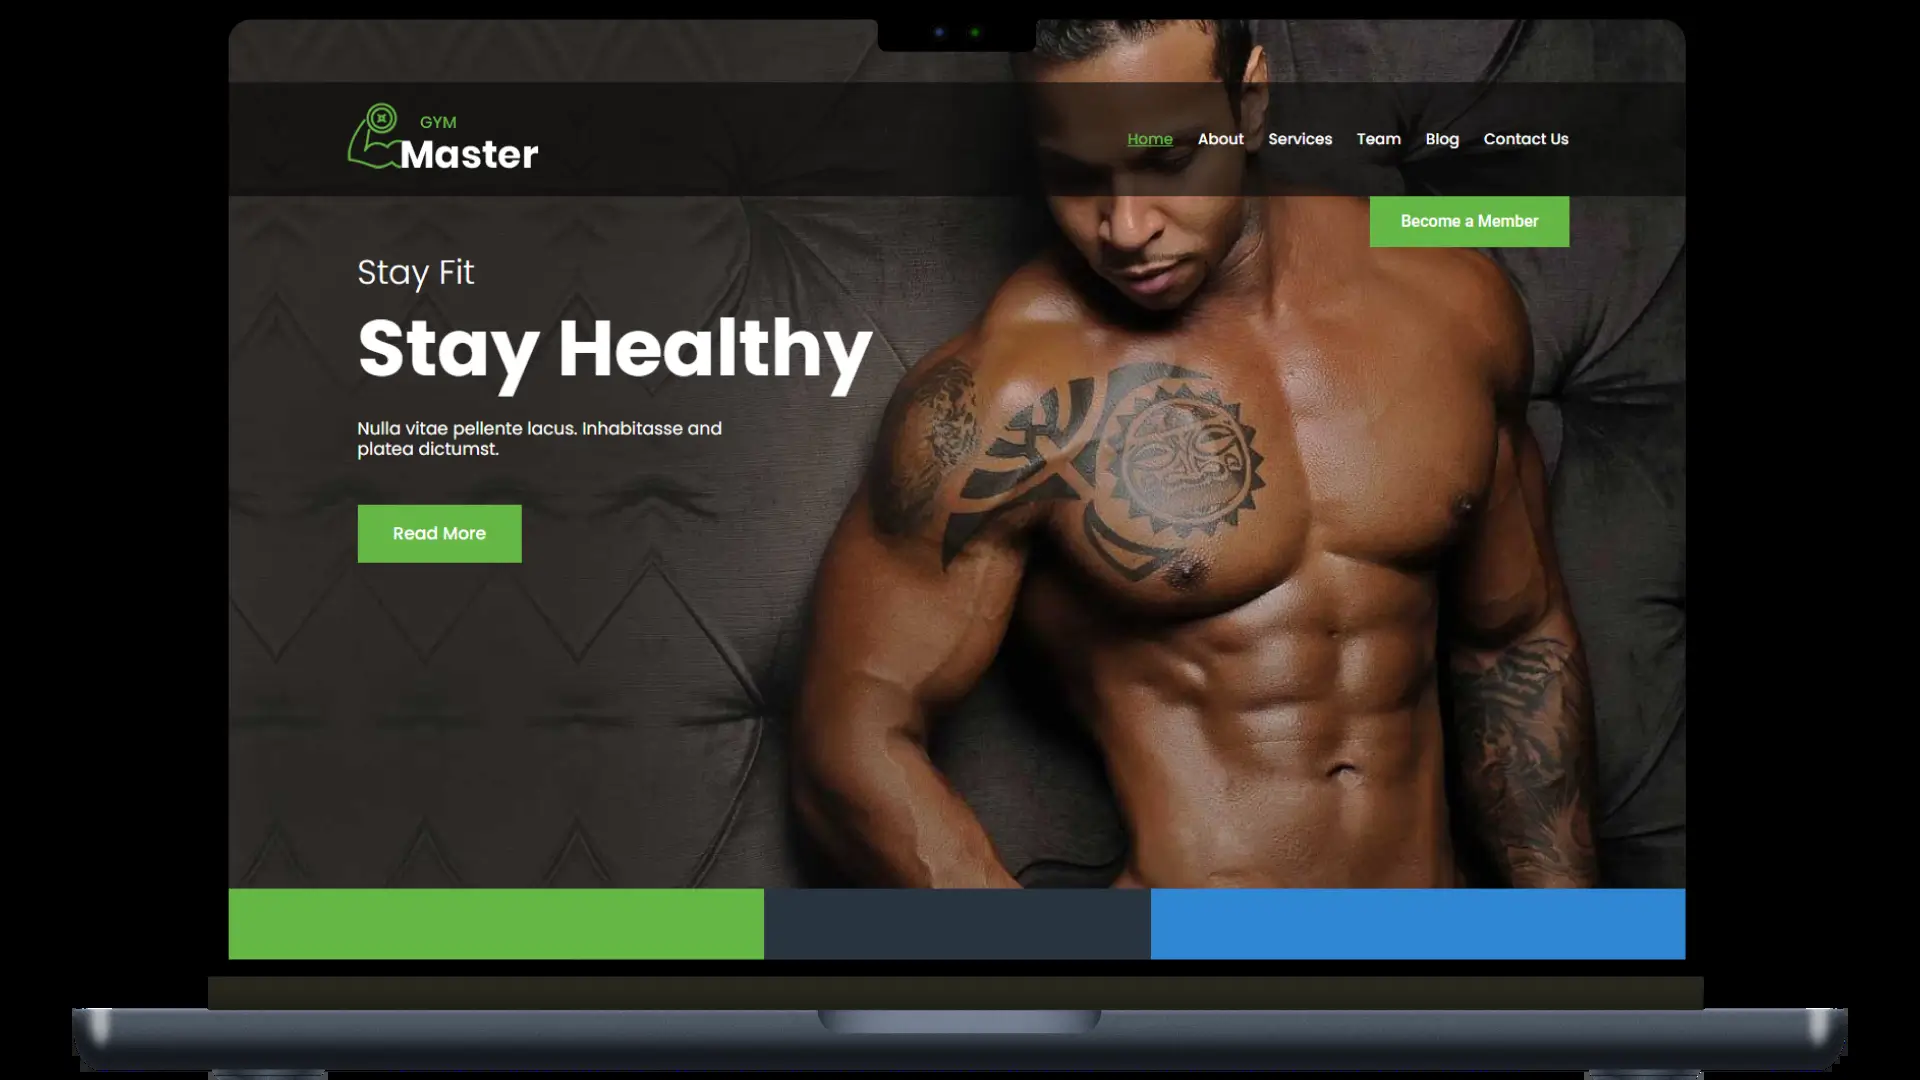 GYM
Master
Home About Services Team Blog Contact Us
Become a Member
Stay Fit
Stay Healthy
Nulla vitae pellente lacus. Inhabitasse and
platea dictumst.
Read More